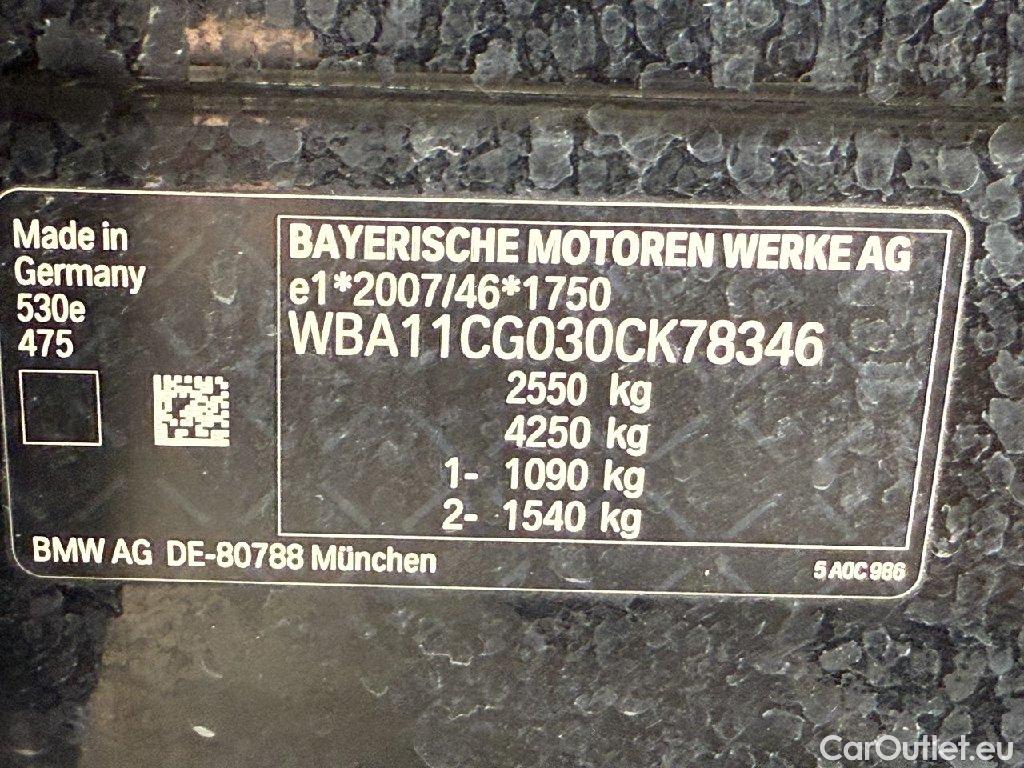 Made in
Germany
530e
475
BAYERISCHE MOTOREN WERKE AG
e1*2007/46*1750
WBA11CG030CK78346
2550 kg
4250 kg
1- 1090 kg
2- 1540 kg
BMW AG DE-80788 München
5 A0C 986
CarOutlet.eu